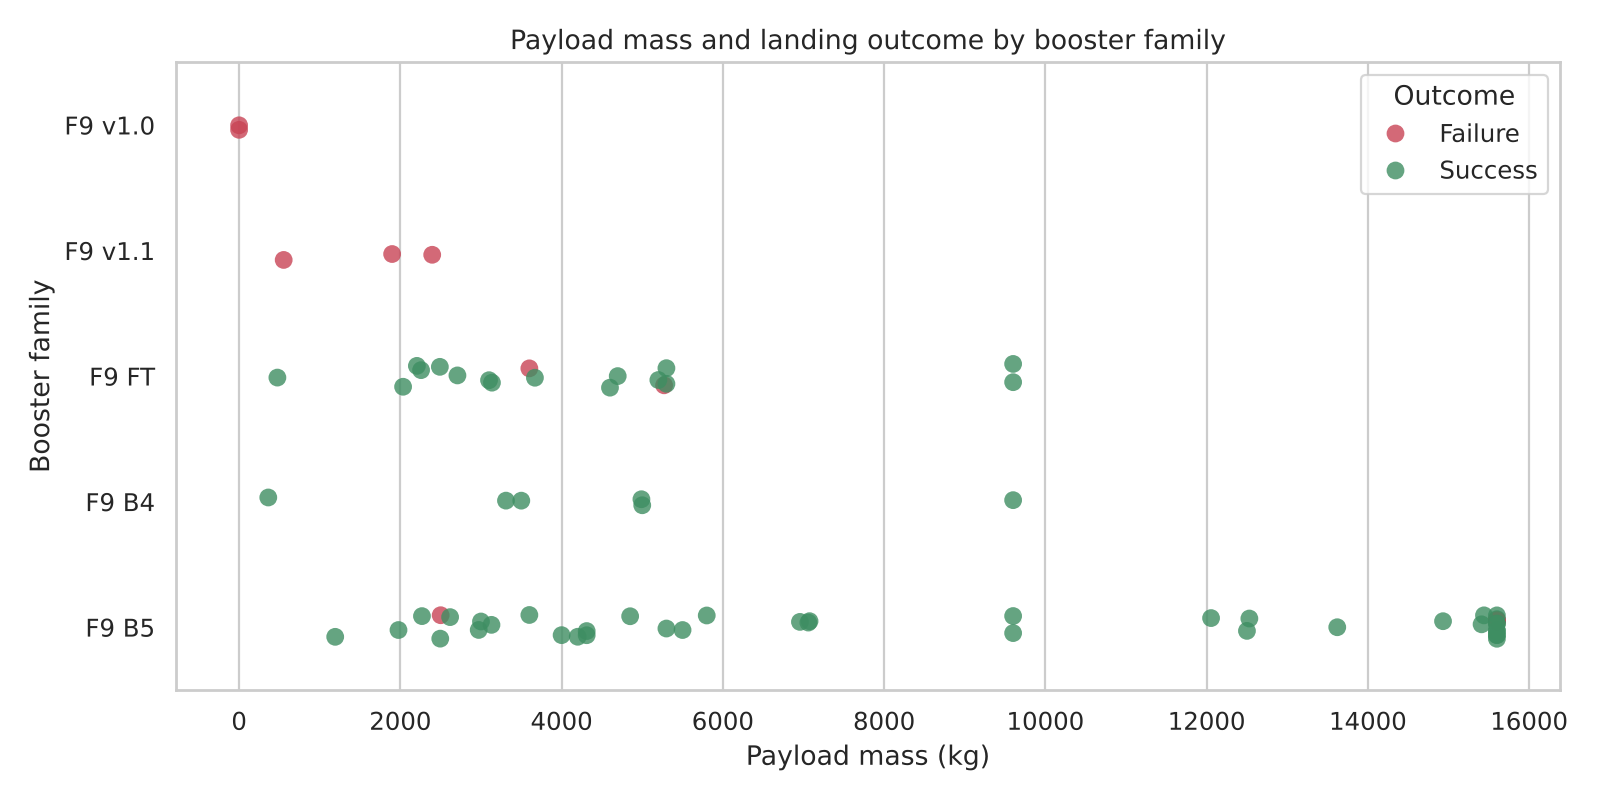 Payload mass and landing outcome by booster family
Outcome
Failure
Success
Booster family
F9 v1.0
F9 v1.1
F9 FT
F9 B4
F9 B5
0 2000 4000 6000 8000 10000 12000 14000 16000
Payload mass (kg)